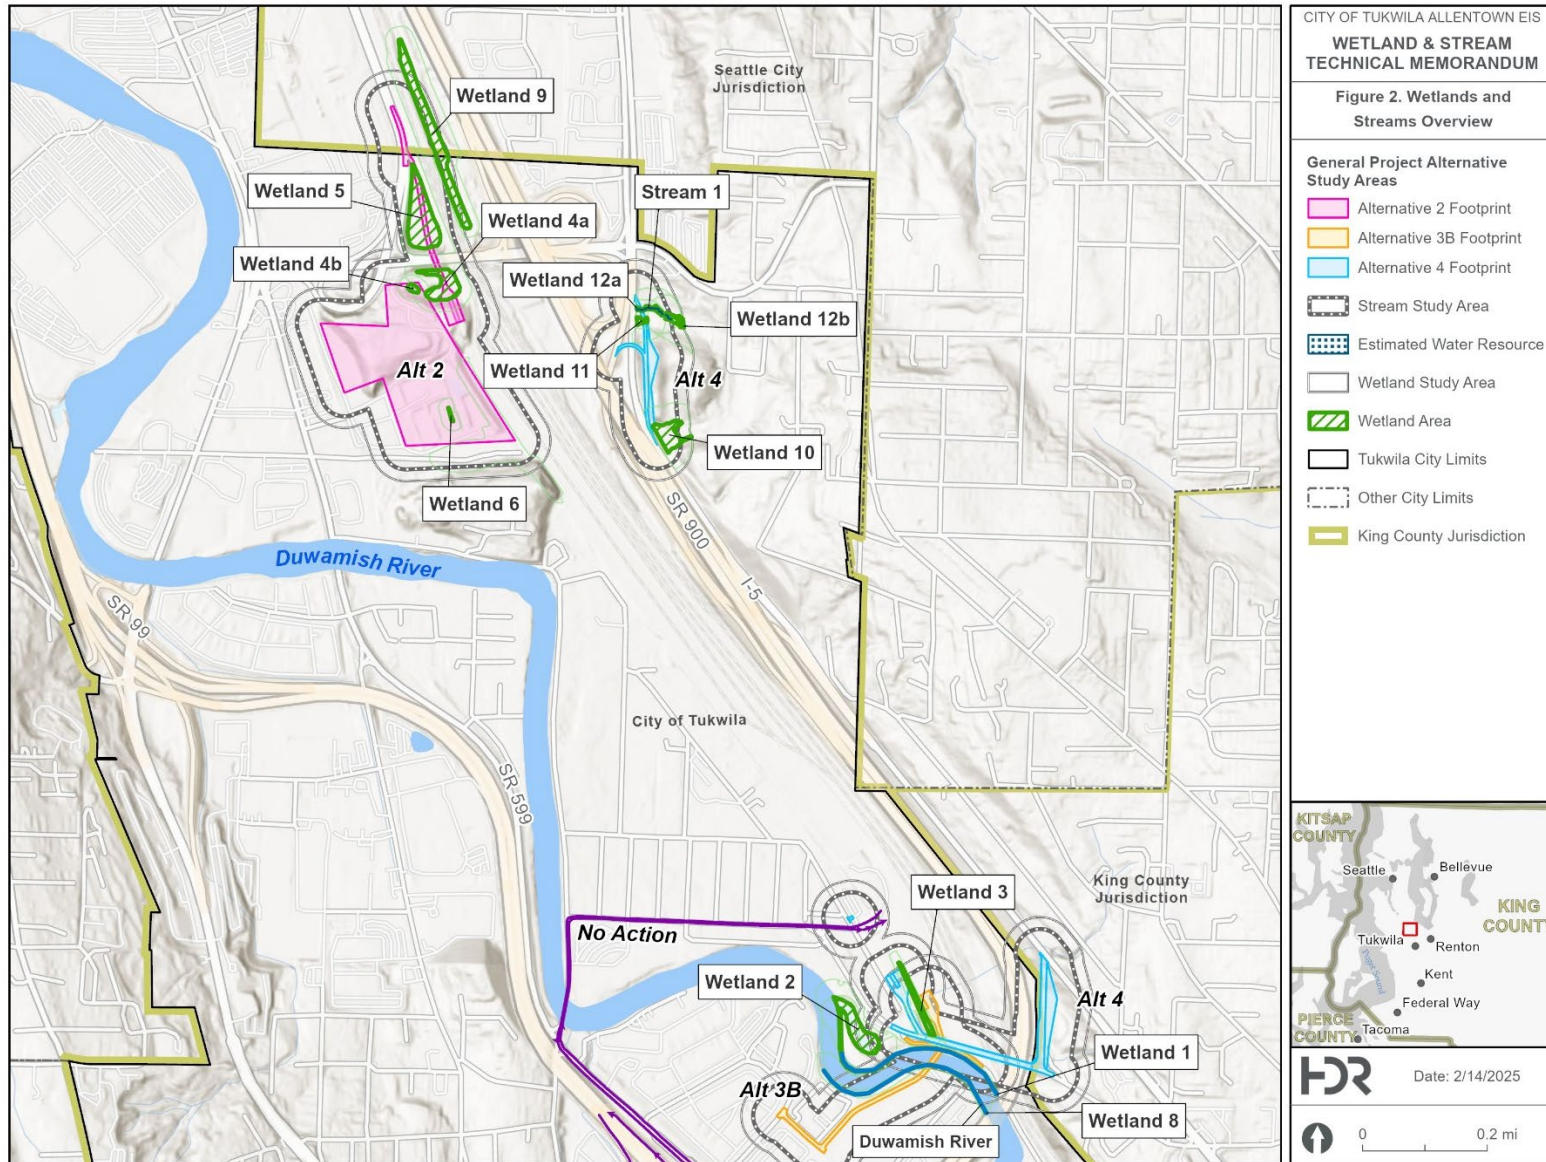 Seattle City
Jurisdiction
Wetland 9
Wetland 5
Stream 1
Wetland 4a
Wetland 4b
Wetland 12a
Wetland 12b
Alt 2
Wetland 11
Alt 4
Wetland 10
Wetland 6
SR 900
Duwamish River
I-5
SR 99
City of Tukwila
SR 599
King County
Jurisdiction
Wetland 3
No Action
Wetland 2
Alt 4
Wetland 1
Alt 3B
Wetland 8
Duwamish River
CITY OF TUKWILA ALLENTOWN EIS
WETLAND & STREAM
TECHNICAL MEMORANDUM
Figure 2. Wetlands and
Streams Overview
General Project Alternative
Study Areas
Alternative 2 Footprint
Alternative 3B Footprint
Alternative 4 Footprint
Stream Study Area
Estimated Water Resource
Wetland Study Area
Wetland Area
Tukwila City Limits
Other City Limits
King County Jurisdiction
KITSAP
COUNTY
Seattle
Bellevue
KING
COUNTY
Tukwila
Renton
Puget Sound
Kent
Federal Way
PIERCE
COUNTY
Tacoma
HDR
Date: 2/14/2025
0 0.2 mi